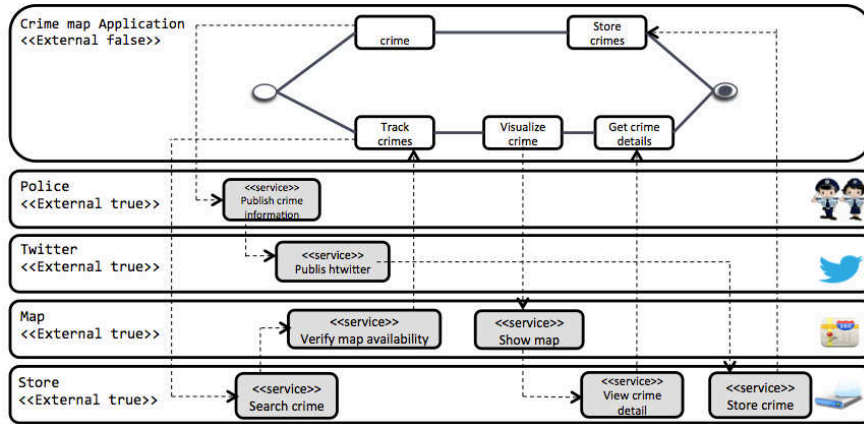 Crime map Application
<<External false>>
crime
Store
crimes
Track
crimes
Visualize
crime
Get crime
details
Police
<<External true>>
<<service>>
Publish crime
information
Twitter
<<External true>>
<<service>>
Publis htwitter
Map
<<External true>>
<<service>>
Verify map availability
<<service>>
Show map
Store
<<External true>>
<<service>>
Search crime
<<service>>
View crime
detail
<<service>>
Store crime